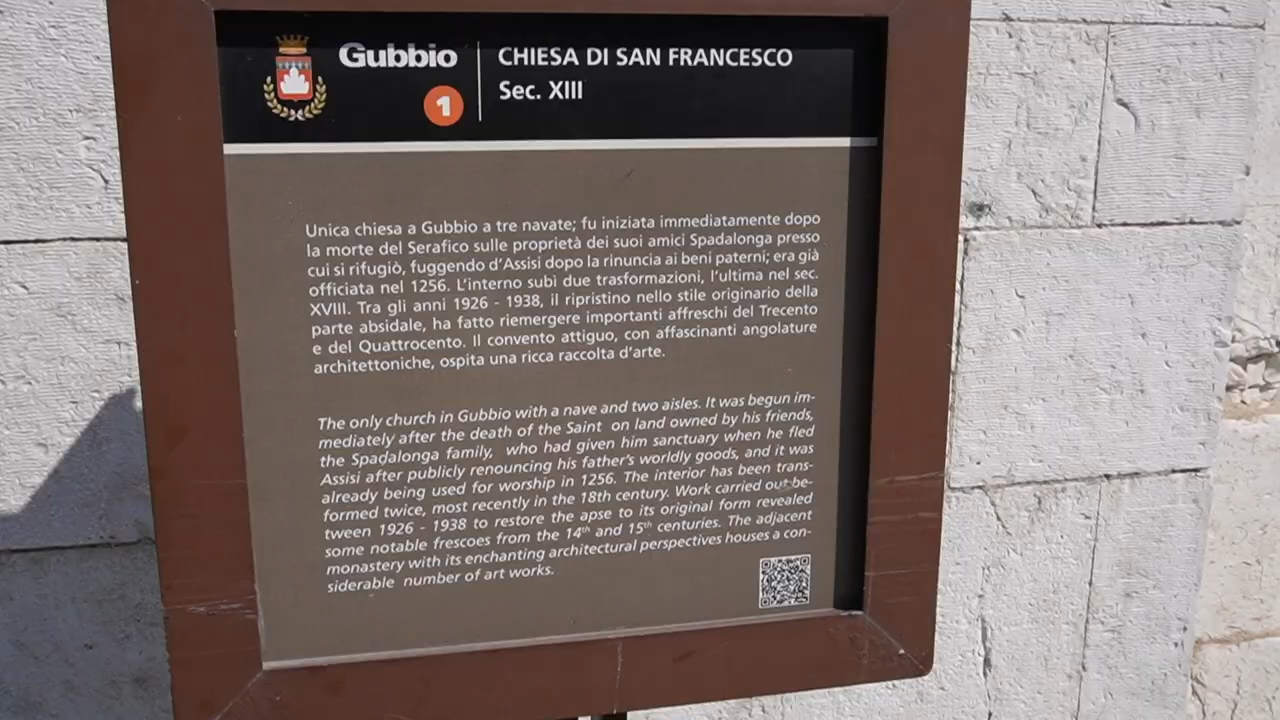 Gubbio
1
CHIESA DI SAN FRANCESCO
Sec. XIII
Unica chiesa a Gubbio a tre navate; fu iniziata immediatamente dopo
la morte del Serafico sulle proprietà dei suoi amici Spadalonga presso
cui si rifugiò, fuggendo d'Assisi dopo la rinuncia ai beni paterni; era già
officiata nel 1256. L'interno subì due trasformazioni, l'ultima nel sec.
XVIII. Tra gli anni 1926 - 1938, il ripristino nello stile originario della
parte absidale, ha fatto riemergere importanti affreschi del Trecento
e del Quattrocento. Il convento attiguo, con affascinanti angolature
architettoniche, ospita una ricca raccolta d'arte.
The only church in Gubbio with a nave and two aisles. It was begun im-
mediately after the death of the Saint on land owned by his friends,
the Spadalonga family, who had given him sanctuary when he fled
Assisi after publicly renouncing his father's worldly goods, and it was
already being used for worship in 1256. The interior has been trans-
formed twice, most recently in the 18th century. Work carried out be-
tween 1926 - 1938 to restore the apse to its original form revealed
some notable frescoes from the 14th and 15th centuries. The adjacent
monastery with its enchanting architectural perspectives houses a con-
siderable number of art works.